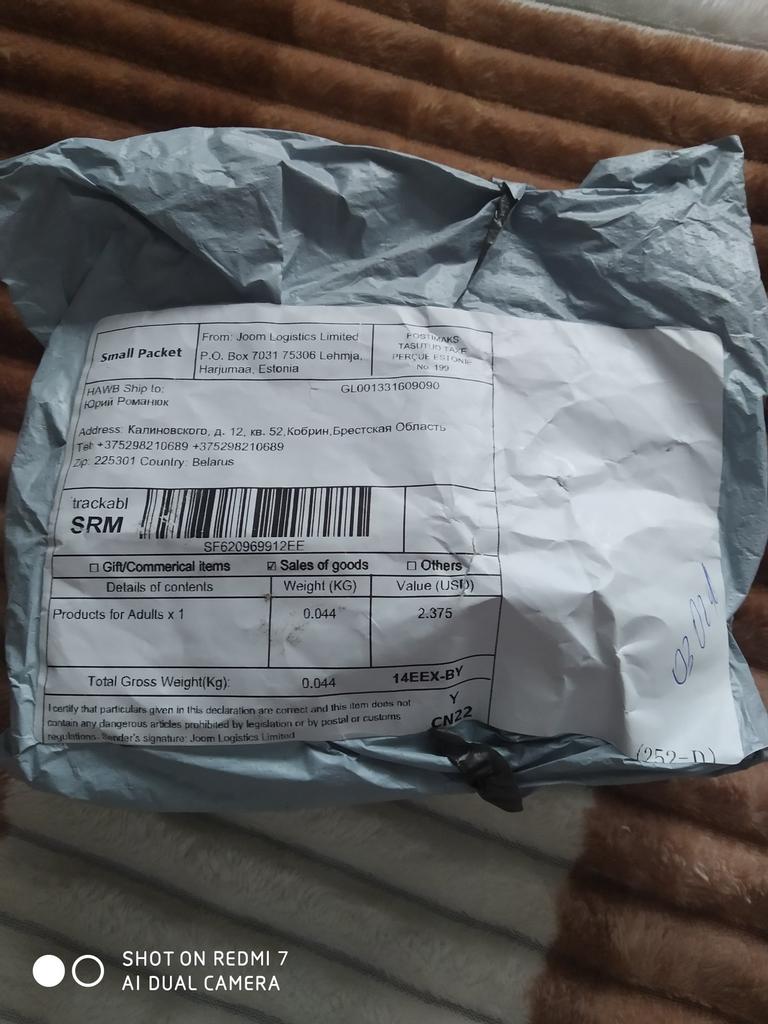 Small Packet
From: Joom Logistics Limited
P.O. Box 7031 75306 Lehmja,
Harjumaa, Estonia
POSTIMAKS
TASUTUD TAXE
PERÇUE ESTONIE
No. 199
HAWB Ship to:
GL001331609090
Юрий Романюк
Address: Калиновского, д. 12, кв. 52,Кобрин,Брестская Область
Tel: +375298210689 +375298210689
Zip: 225301 Country: Belarus
trackabl
SRM
SF620969912EE
Gift/Commerical items
Sales of goods
Others
Details of contents
Weight (KG)
Value (USD)
Products for Adults x 1
0.044
2.375
Total Gross Weight(Kg):
0.044
14EEX-BY
I certify that particulars given in this declaration are correct and this item does not
contain any dangerous articles prohibited by legislation or by postal or customs
regulations. Sender's signature: Joom Logistics Limited
Y
CN22
(252-D)
SHOT ON REDMI 7
AI DUAL CAMERA